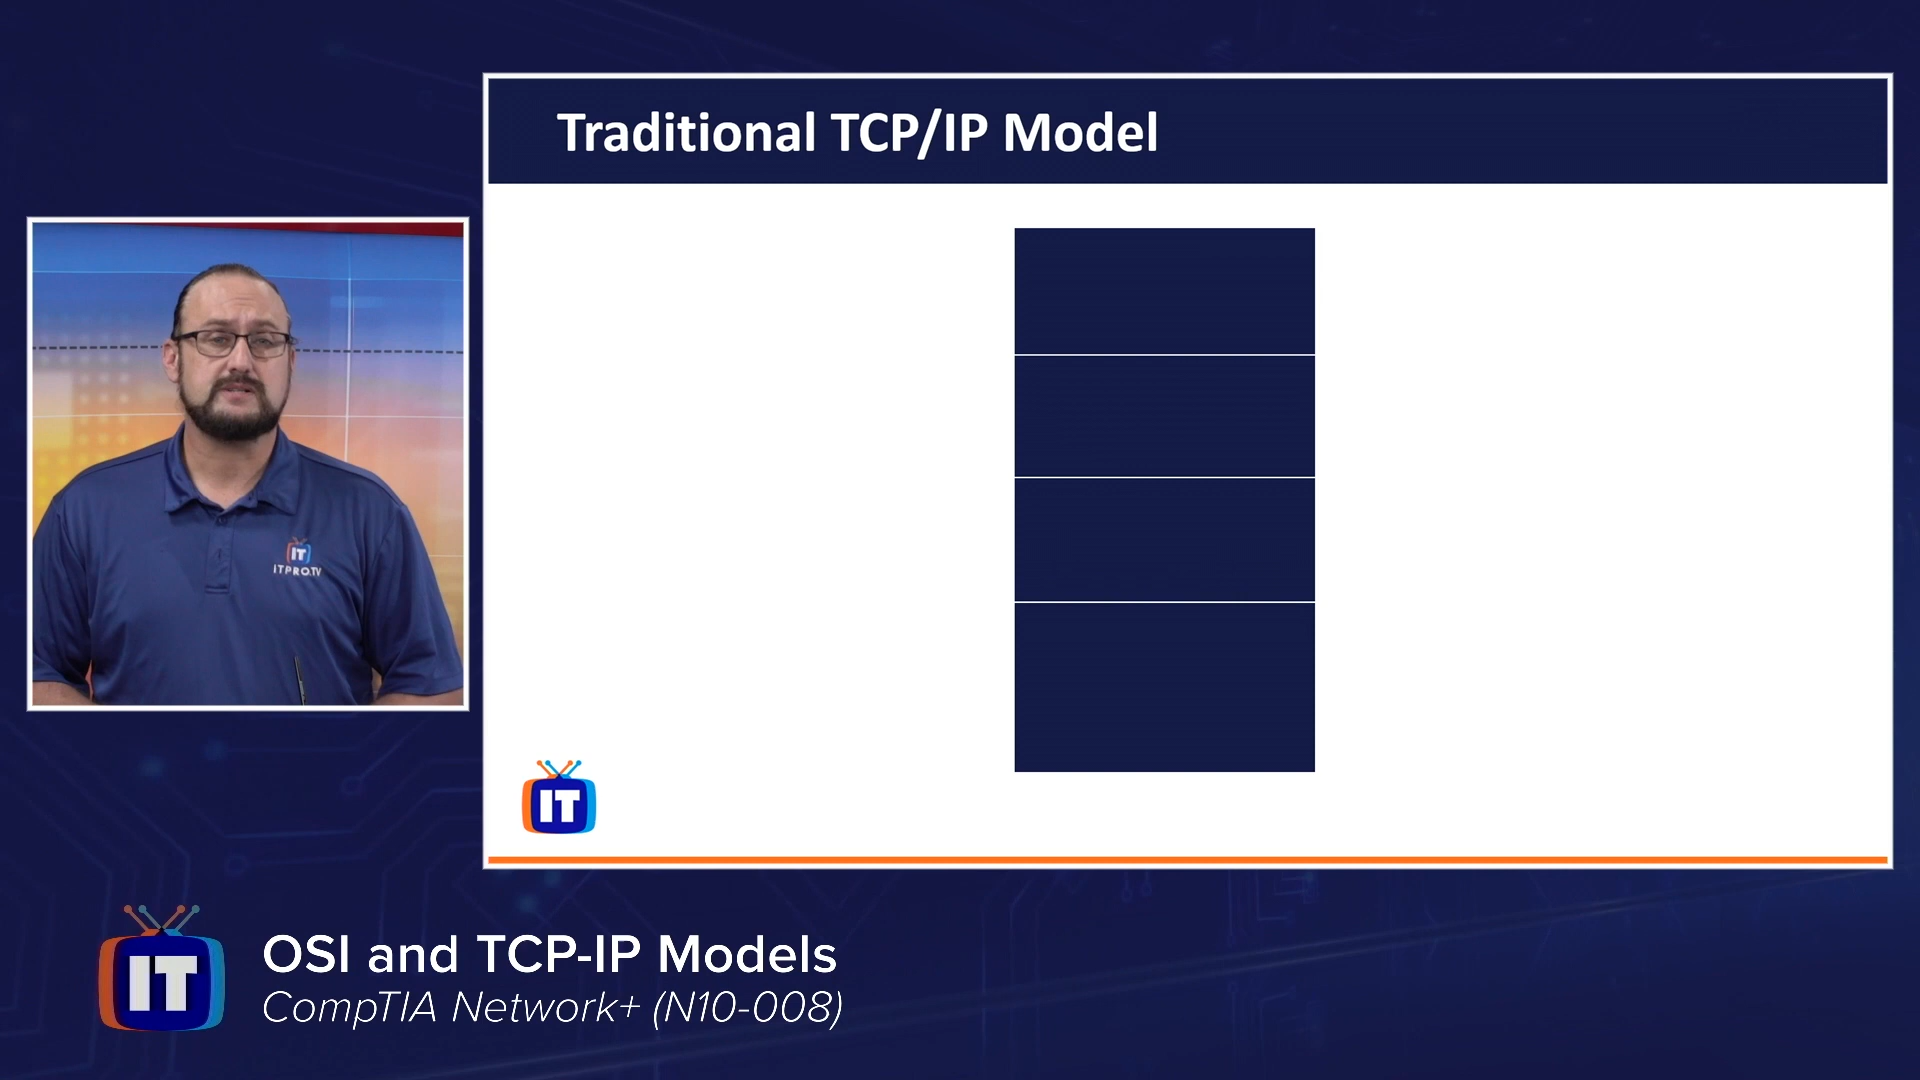 Traditional TCP/IP Model
IT
ITPRO.TV
IT
IT
OSI and TCP-IP Models
CompTIA Network+ (N10-008)